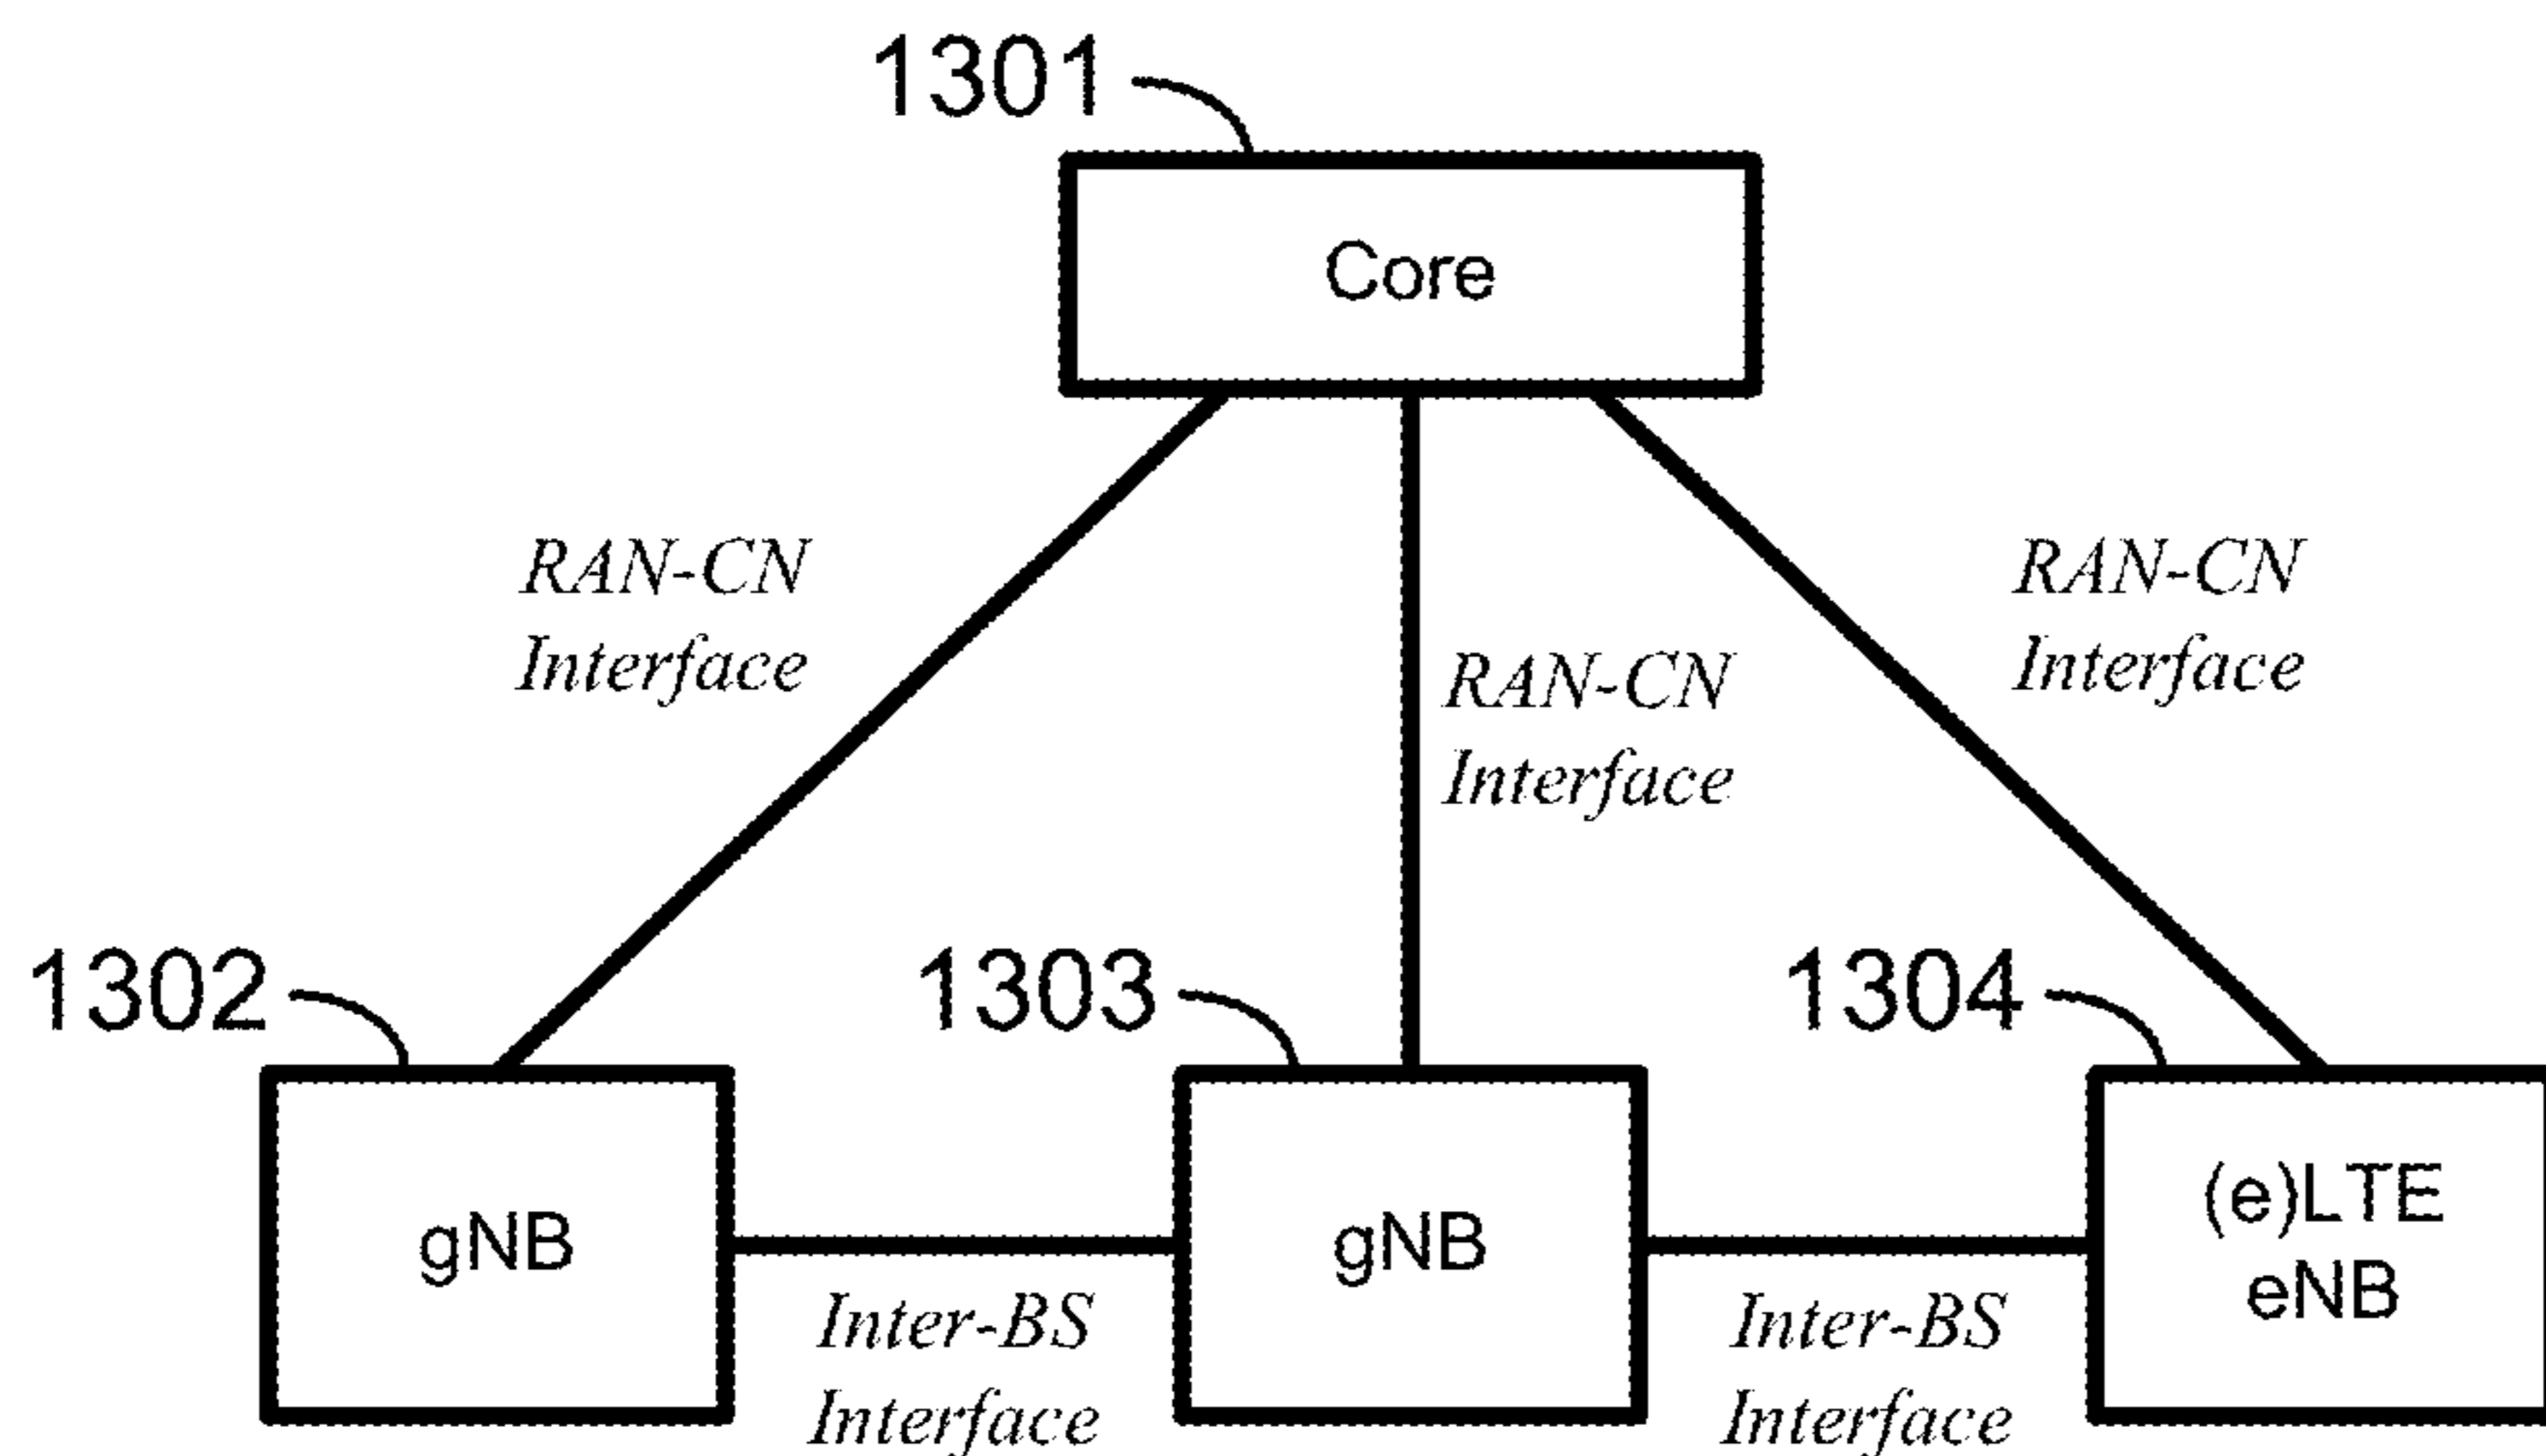 1301
Core
RAN-CN
Interface
RAN-CN
Interface
RAN-CN
Interface
1302
1303
1304
gNB
gNB
(e)LTE
eNB
Inter-BS
Interface
Inter-BS
Interface